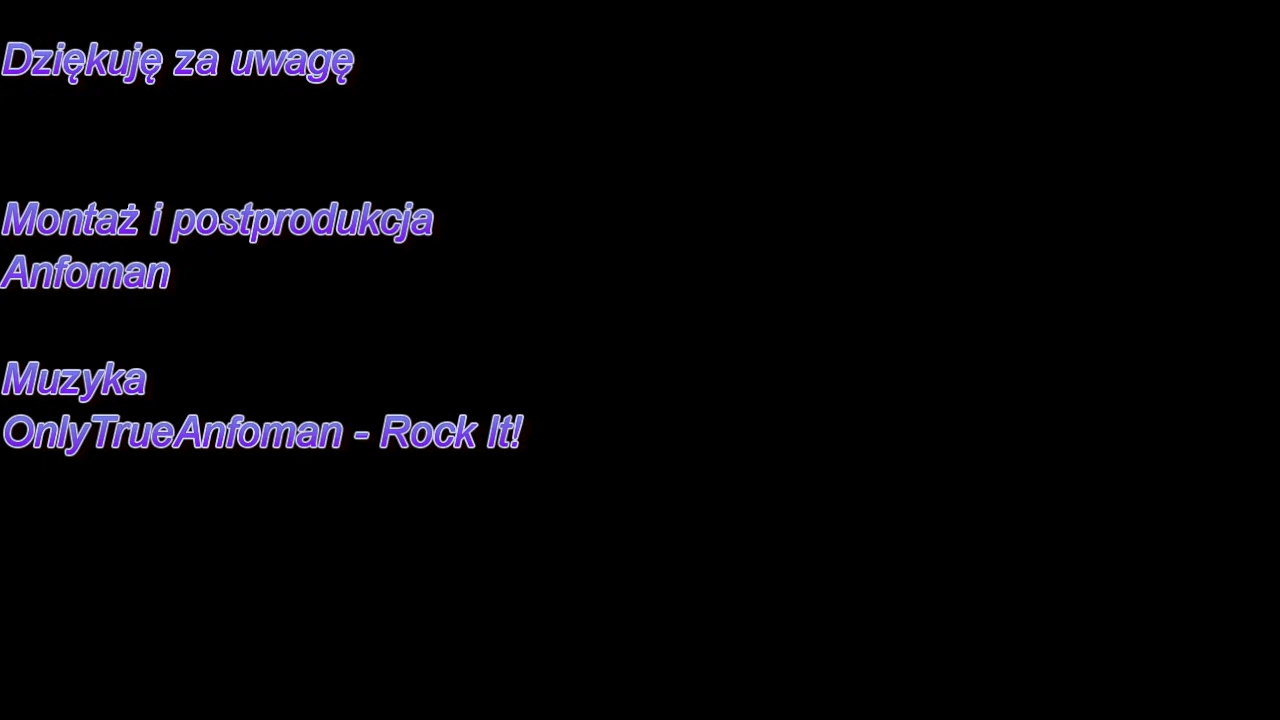 Dziękuję za uwagę
Montaż i postprodukcja
Anfoman
Muzyka
OnlyTrueAnfoman - Rock It!